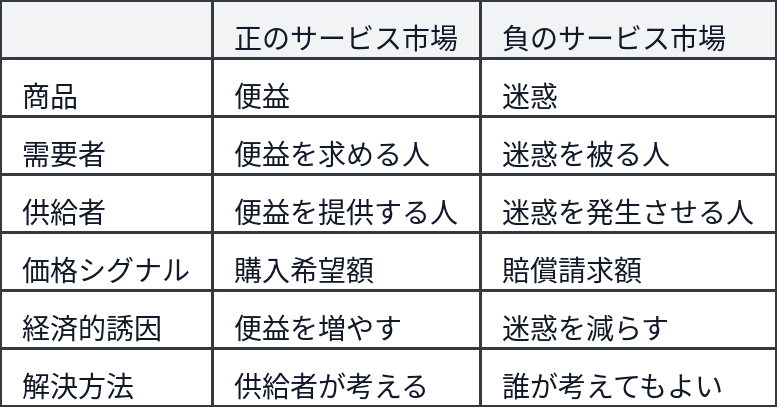 正のサービス市場 負のサービス市場
商品 便益 迷惑
需要者 便益を求める人 迷惑を被る人
供給者 便益を提供する人 迷惑を発生させる人
価格シグナル 購入希望額 賠償請求額
経済的誘因 便益を増やす 迷惑を減らす
解決方法 供給者が考える 誰が考えてもよい